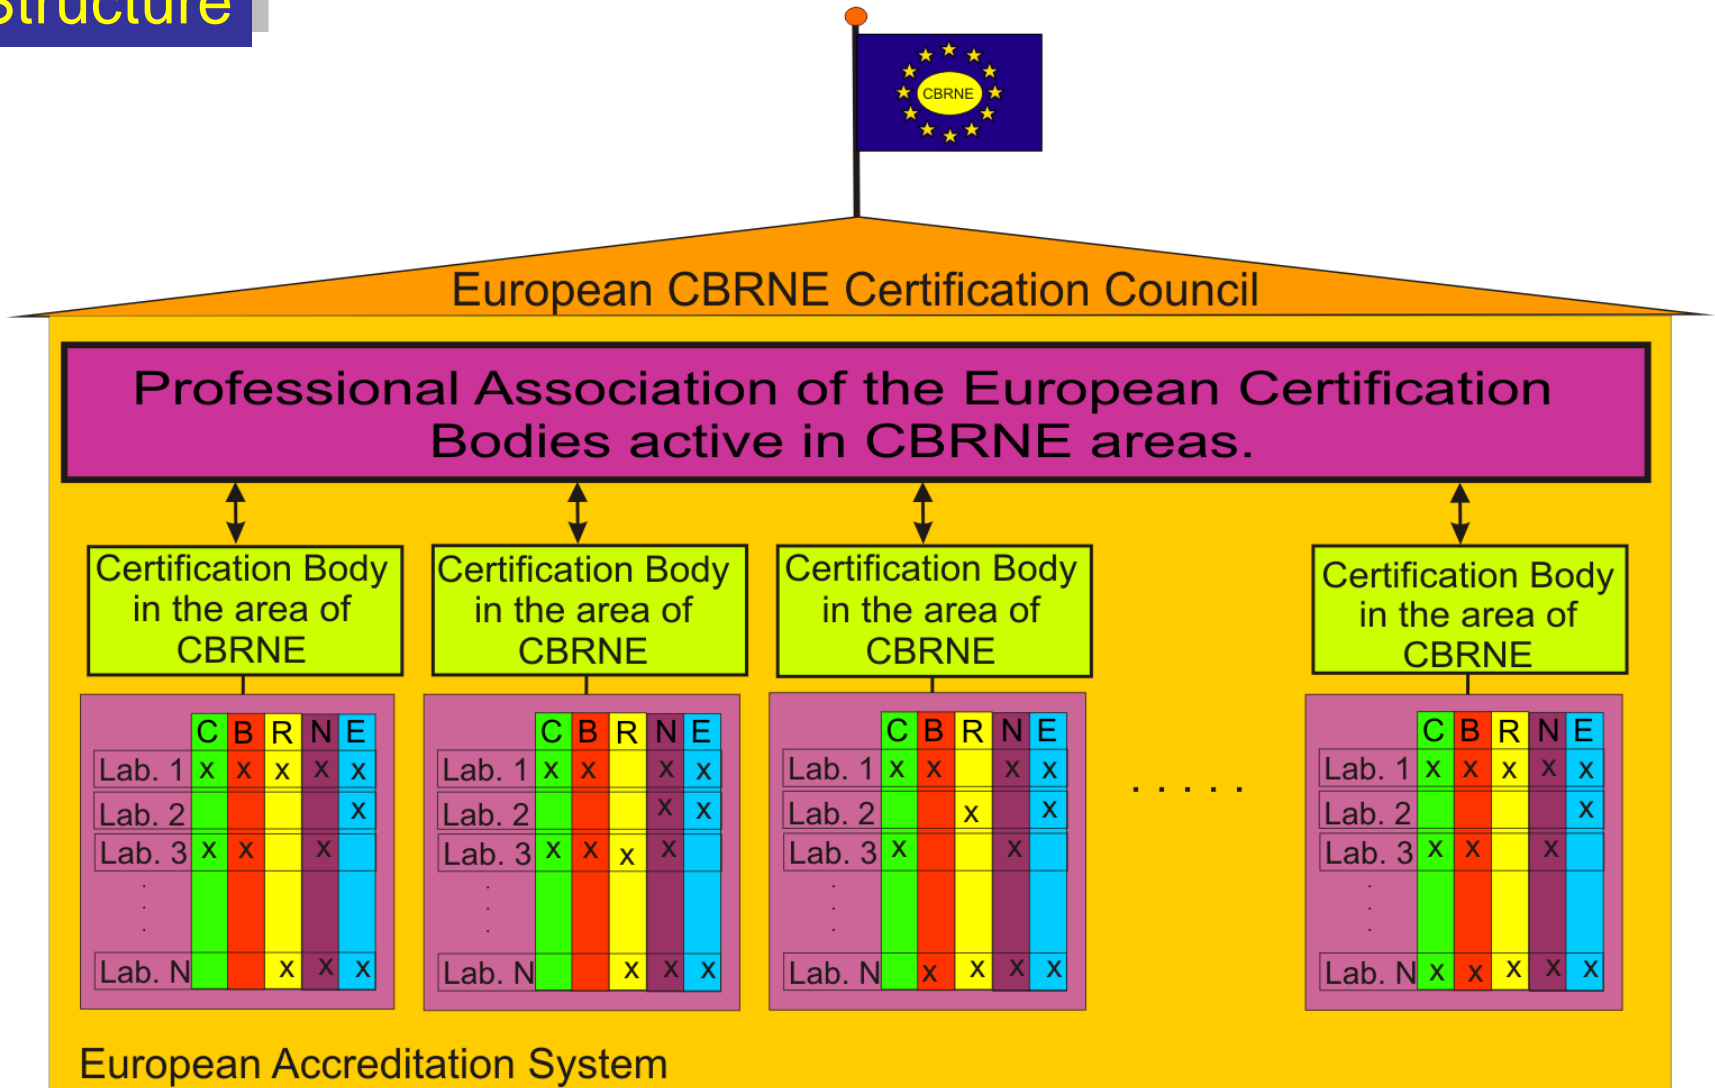 Structure
CBRNE
European CBRNE Certification Council
Professional Association of the European Certification
Bodies active in CBRNE areas.
Certification Body
in the area of
CBRNE
Certification Body
in the area of
CBRNE
Certification Body
in the area of
CBRNE
Certification Body
in the area of
CBRNE
C B R N E
Lab. 1 x x x x x
Lab. 2 x
Lab. 3 x x x
.
.
.
Lab. N x x x
C B R N E
Lab. 1 x x x x
Lab. 2 x x
Lab. 3 x x x x
.
.
.
Lab. N x x x
C B R N E
Lab. 1 x x x x
Lab. 2 x x
Lab. 3 x x
.
.
.
Lab. N x x x x
. . . . .
C B R N E
Lab. 1 x x x x x
Lab. 2 x
Lab. 3 x x x
.
.
.
Lab. N x x x x x
European Accreditation System